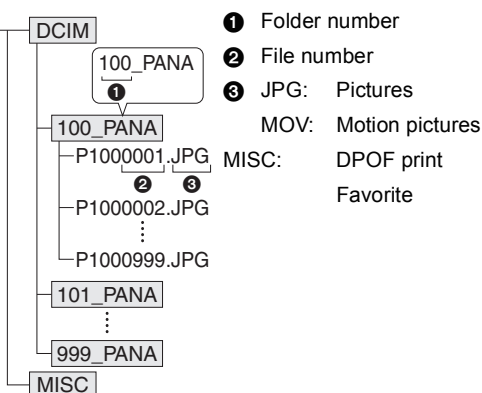 DCIM
100_PANA
❶
100_PANA
P1000001.JPG
❷ ❸
P1000002.JPG
P1000999.JPG
101_PANA
999_PANA
MISC
❶ Folder number
❷ File number
❸ JPG: Pictures
MOV: Motion pictures
MISC: DPOF print
Favorite